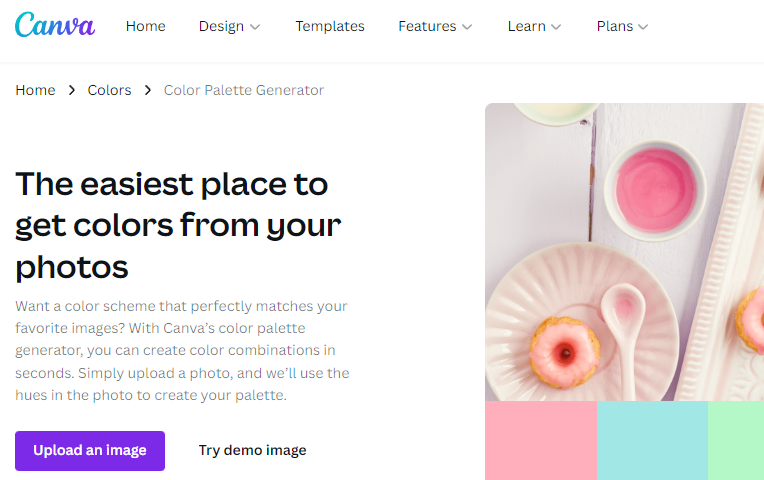 Canva Home Design Templates Features Learn Plans
Home Colors Color Palette Generator
The easiest place to
get colors from your
photos
Want a color scheme that perfectly matches your
favorite images? With Canva’s color palette
generator, you can create color combinations in
seconds. Simply upload a photo, and we’ll use the
hues in the photo to create your palette.
Upload an image Try demo image